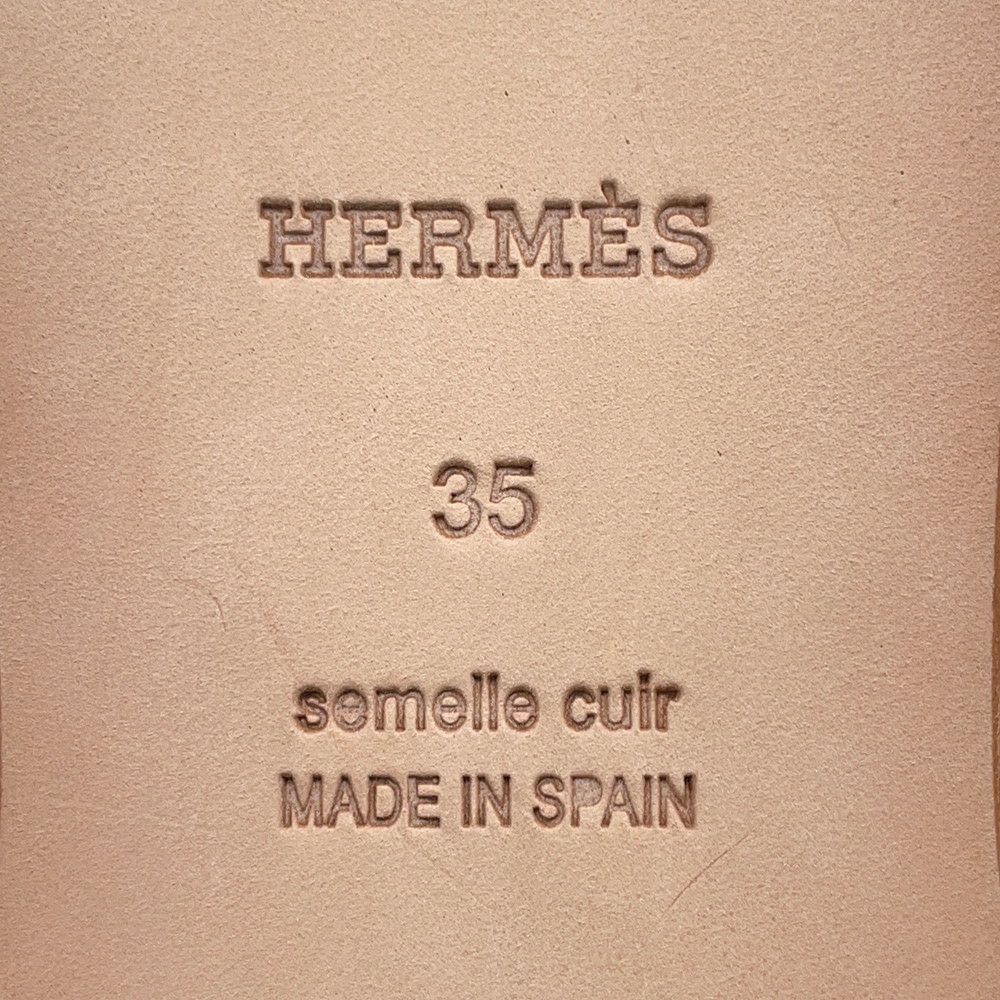 HERMÈS
35
semelle cuir
MADE IN SPAIN